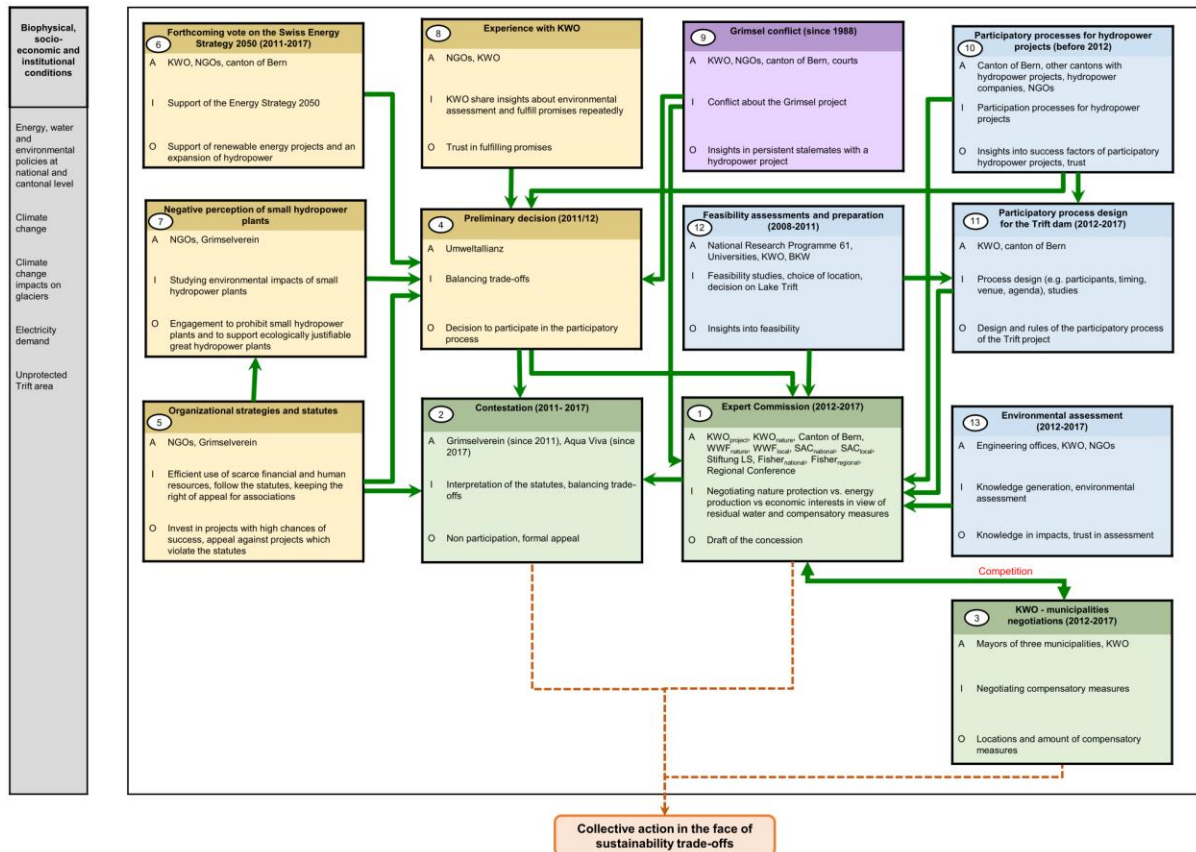 Biophysical,
socio-
economic and
institutional
conditions
Energy, water
and
environmental
policies at
national and
cantonal level
Climate
change
Climate
change
impacts on
glaciers
Electricity
demand
Unprotected
Trift area
Forthcoming vote on the Swiss Energy
Strategy 2050 (2011-2017)
6
A KWO, NGOs, canton of Bern
I Support of the Energy Strategy 2050
O Support of renewable energy projects and an
expansion of hydropower
Experience with KWO
8
A NGOs, KWO
I KWO share insights about environmental
assessment and fulfill promises repeatedly
O Trust in fulfilling promises
Grimsel conflict (since 1988)
9
A KWO, NGOs, canton of Bern, courts
I Conflict about the Grimsel project
O Insights in persistent stalemates with a
hydropower project
Participatory processes for hydropower
projects (before 2012)
10
A Canton of Bern, other cantons with
hydropower projects, hydropower
companies, NGOs
I Participation processes for hydropower
projects
O Insights into success factors of participatory
hydropower projects, trust
Negative perception of small hydropower
plants
7
A NGOs, Grimselverein
I Studying environmental impacts of small
hydropower plants
O Engagement to prohibit small hydropower
plants and to support ecologically justifiable
great hydropower plants
Preliminary decision (2011/12)
4
A Umweltallianz
I Balancing trade-offs
O Decision to participate in the participatory
process
Feasibility assessments and preparation
(2008-2011)
12
A National Research Programme 61,
Universities, KWO, BKW
I Feasibility studies, choice of location,
decision on Lake Trift
O Insights into feasibility
Participatory process design
for the Trift dam (2012-2017)
11
A KWO, canton of Bern
I Process design (e.g. participants, timing,
venue, agenda), studies
O Design and rules of the participatory process
of the Trift project
Organizational strategies and statutes
5
A NGOs, Grimselverein
I Efficient use of scarce financial and human
resources, follow the statutes, keeping the
right of appeal for associations
O Invest in projects with high chances of
success, appeal against projects which
violate the statutes
Contestation (2011- 2017)
2
A Grimselverein (since 2011), Aqua Viva (since
2017)
I Interpretation of the statutes, balancing trade-
offs
O Non participation, formal appeal
Expert Commission (2012-2017)
1
A KWOproject, KWOnature, Canton of Bern,
WWFnature, WWFlocal, SACnational, SAClocal,
Stiftung LS, Fishernational, Fisherregional,
Regional Conference
I Negotiating nature protection vs. energy
production vs economic interests in view of
residual water and compensatory measures
O Draft of the concession
Environmental assessment
(2012-2017)
13
A Engineering offices, KWO, NGOs
I Knowledge generation, environmental
assessment
O Knowledge in impacts, trust in assessment
Competition
KWO - municipalities
negotiations (2012-2017)
3
A Mayors of three municipalities, KWO
I Negotiating compensatory measures
O Locations and amount of compensatory
measures
Collective action in the face of
sustainability trade-offs